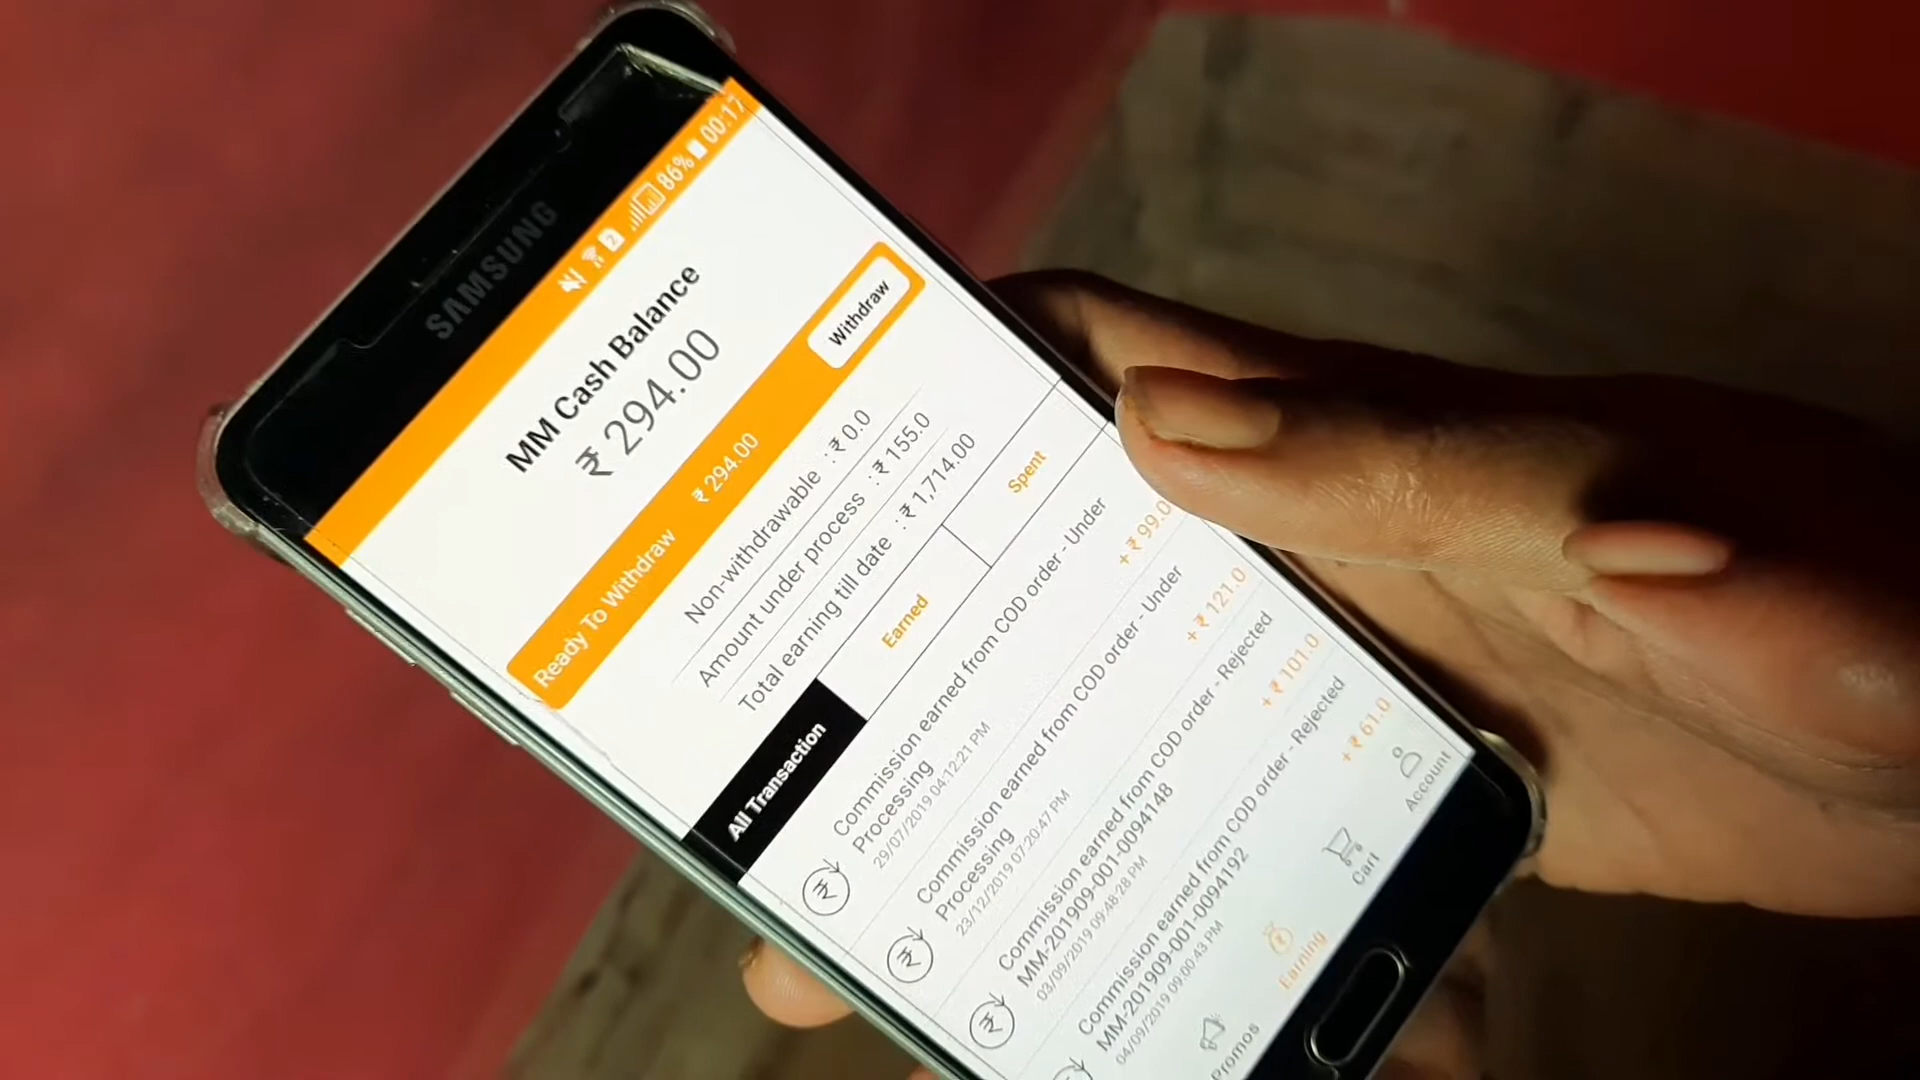 SAMSUNG
2 86% 00:17
MM Cash Balance
₹ 294.00
Ready To Withdraw ₹ 294.00 Withdraw
Non-withdrawable : ₹ 0.0
Amount under process : ₹ 155.0
Total earning till date : ₹ 1,714.00
All Transaction Earned Spent
Commission earned from COD order - Under + ₹ 99.0
Processing
29/07/2019 04:12:21 PM
Commission earned from COD order - Under + ₹ 121.0
Processing
23/12/2019 07:20:47 PM
Commission earned from COD order - Rejected + ₹ 101.0
MM-201909-001-0094148
03/09/2019 09:48:28 PM
Commission earned from COD order - Rejected + ₹ 61.0
MM-201909-001-0094192
04/09/2019 09:00:43 PM
Promos Earning Cart Account